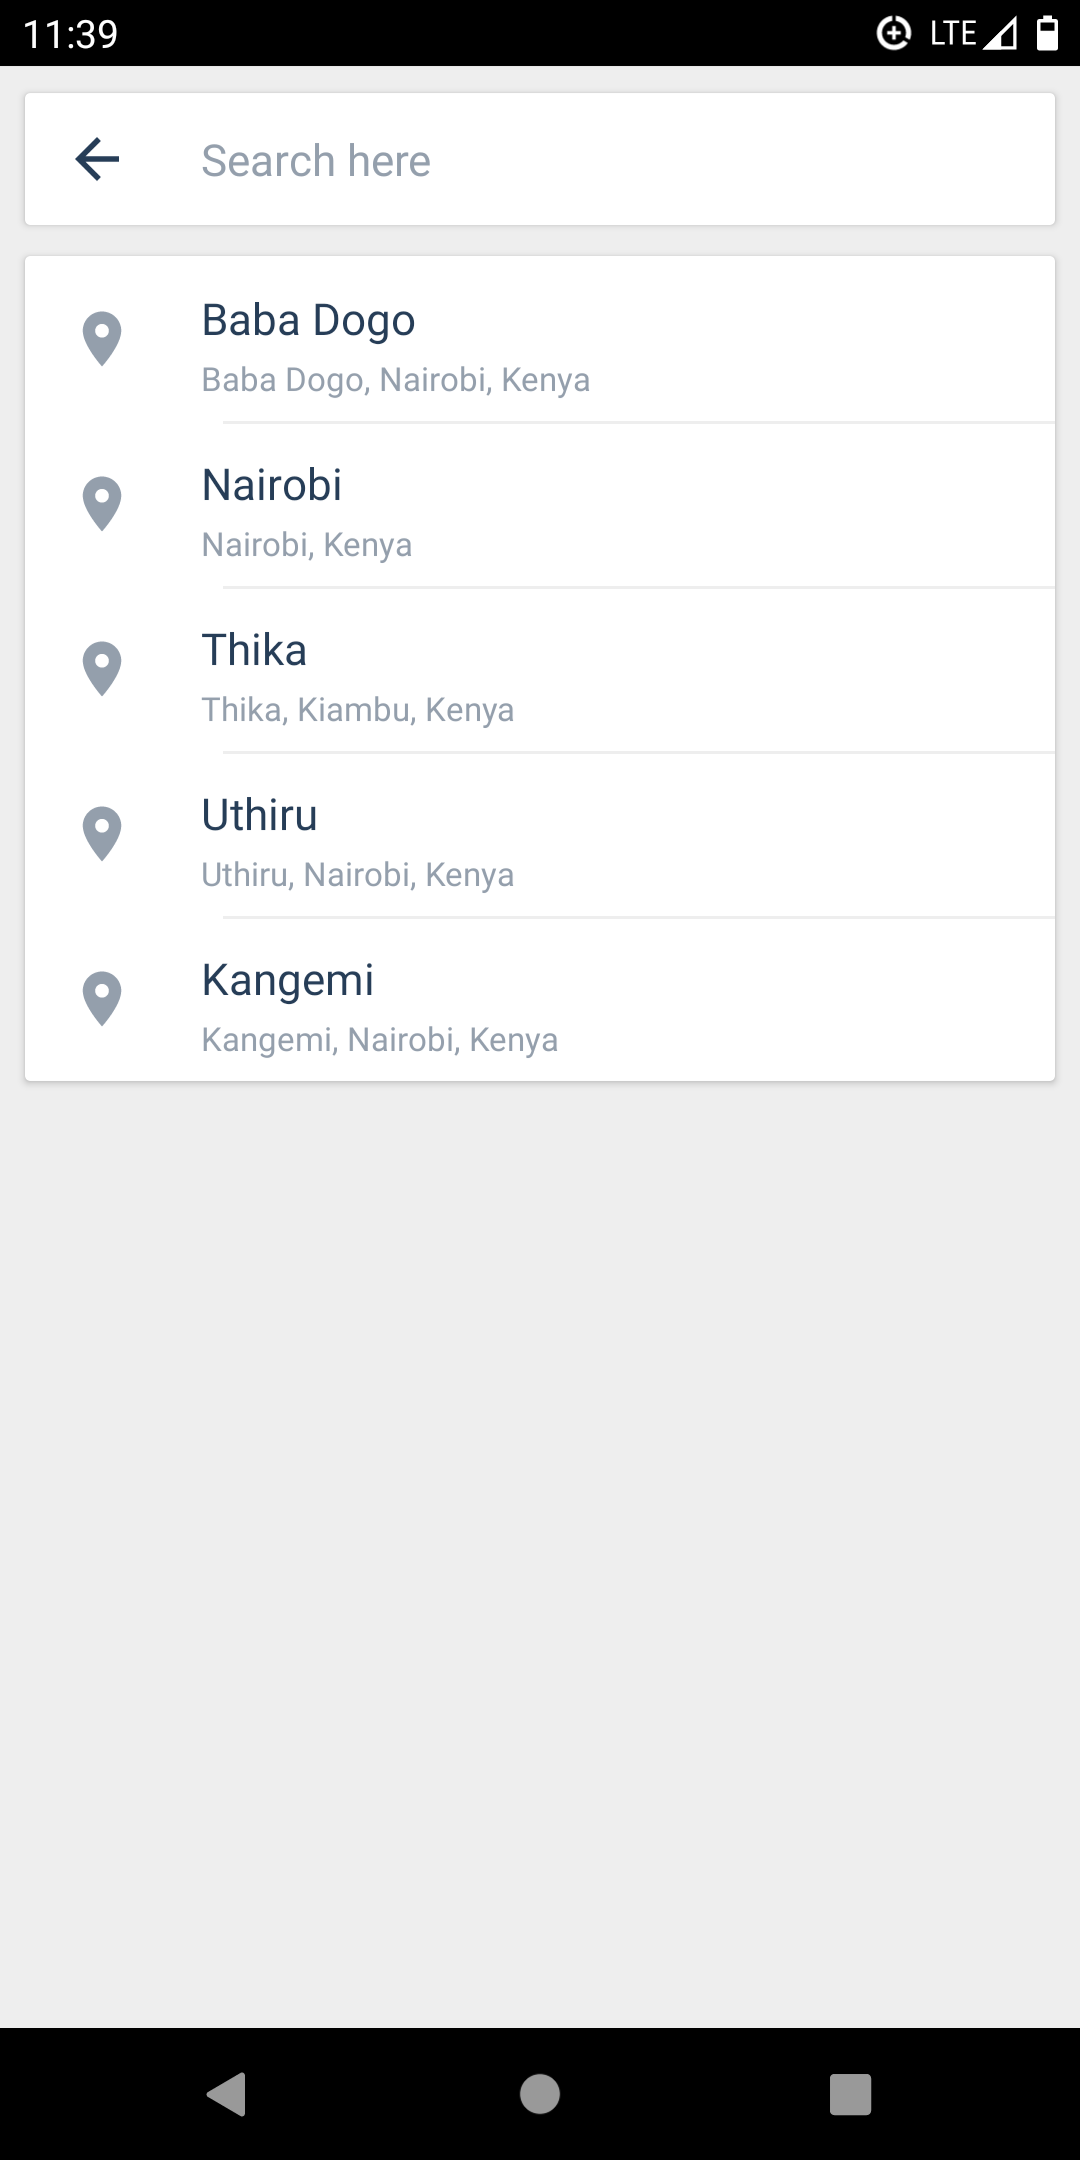 11:39
LTE
Search here
Baba Dogo
Baba Dogo, Nairobi, Kenya
Nairobi
Nairobi, Kenya
Thika
Thika, Kiambu, Kenya
Uthiru
Uthiru, Nairobi, Kenya
Kangemi
Kangemi, Nairobi, Kenya